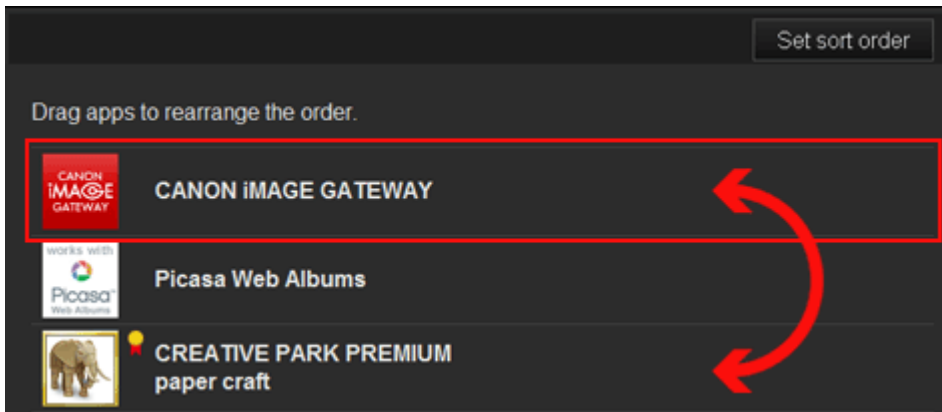 Set sort order
Drag apps to rearrange the order.
CANON
iMAGE
GATEWAY
CANON iMAGE GATEWAY
works with
Picasa™
Web Albums
Picasa Web Albums
CREATIVE PARK PREMIUM
paper craft